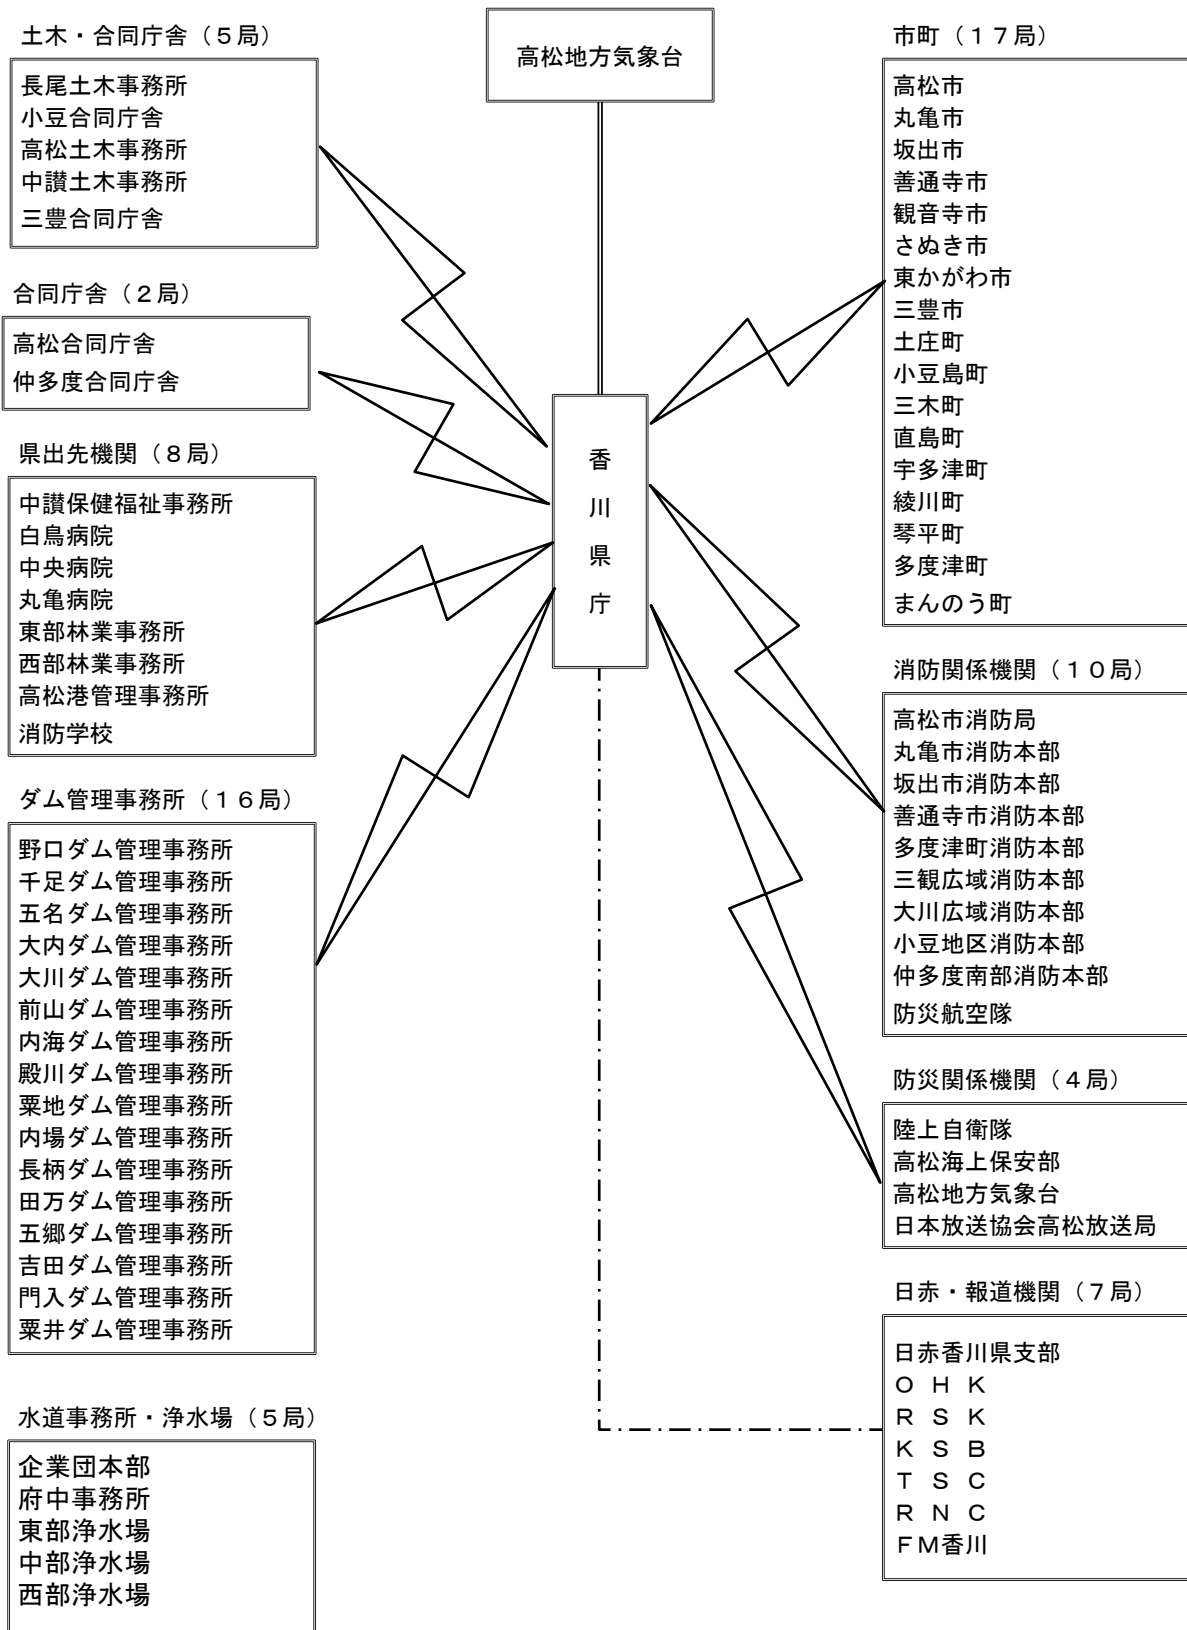 土木・合同庁舎（５局）
長尾土木事務所
小豆合同庁舎
高松土木事務所
中讃土木事務所
三豊合同庁舎
合同庁舎（２局）
高松合同庁舎
仲多度合同庁舎
県出先機関（８局）
中讃保健福祉事務所
白鳥病院
中央病院
丸亀病院
東部林業事務所
西部林業事務所
高松港管理事務所
消防学校
ダム管理事務所（１６局）
野口ダム管理事務所
千足ダム管理事務所
五名ダム管理事務所
大内ダム管理事務所
大川ダム管理事務所
前山ダム管理事務所
内海ダム管理事務所
殿川ダム管理事務所
粟地ダム管理事務所
内場ダム管理事務所
長柄ダム管理事務所
田万ダム管理事務所
五郷ダム管理事務所
吉田ダム管理事務所
門入ダム管理事務所
粟井ダム管理事務所
水道事務所・浄水場（５局）
企業団本部
府中事務所
東部浄水場
中部浄水場
西部浄水場
高松地方気象台
香川県庁
市町（１７局）
高松市
丸亀市
坂出市
善通寺市
観音寺市
さぬき市
東かがわ市
三豊市
土庄町
小豆島町
三木町
直島町
宇多津町
綾川町
琴平町
多度津町
まんのう町
消防関係機関（１０局）
高松市消防局
丸亀市消防本部
坂出市消防本部
善通寺市消防本部
多度津町消防本部
三観広域消防本部
大川広域消防本部
小豆地区消防本部
仲多度南部消防本部
防災航空隊
防災関係機関（４局）
陸上自衛隊
高松海上保安部
高松地方気象台
日本放送協会高松放送局
日赤・報道機関（７局）
日赤香川県支部
Ｏ Ｈ Ｋ
Ｒ Ｓ Ｋ
Ｋ Ｓ Ｂ
Ｔ Ｓ Ｃ
Ｒ Ｎ Ｃ
ＦＭ香川